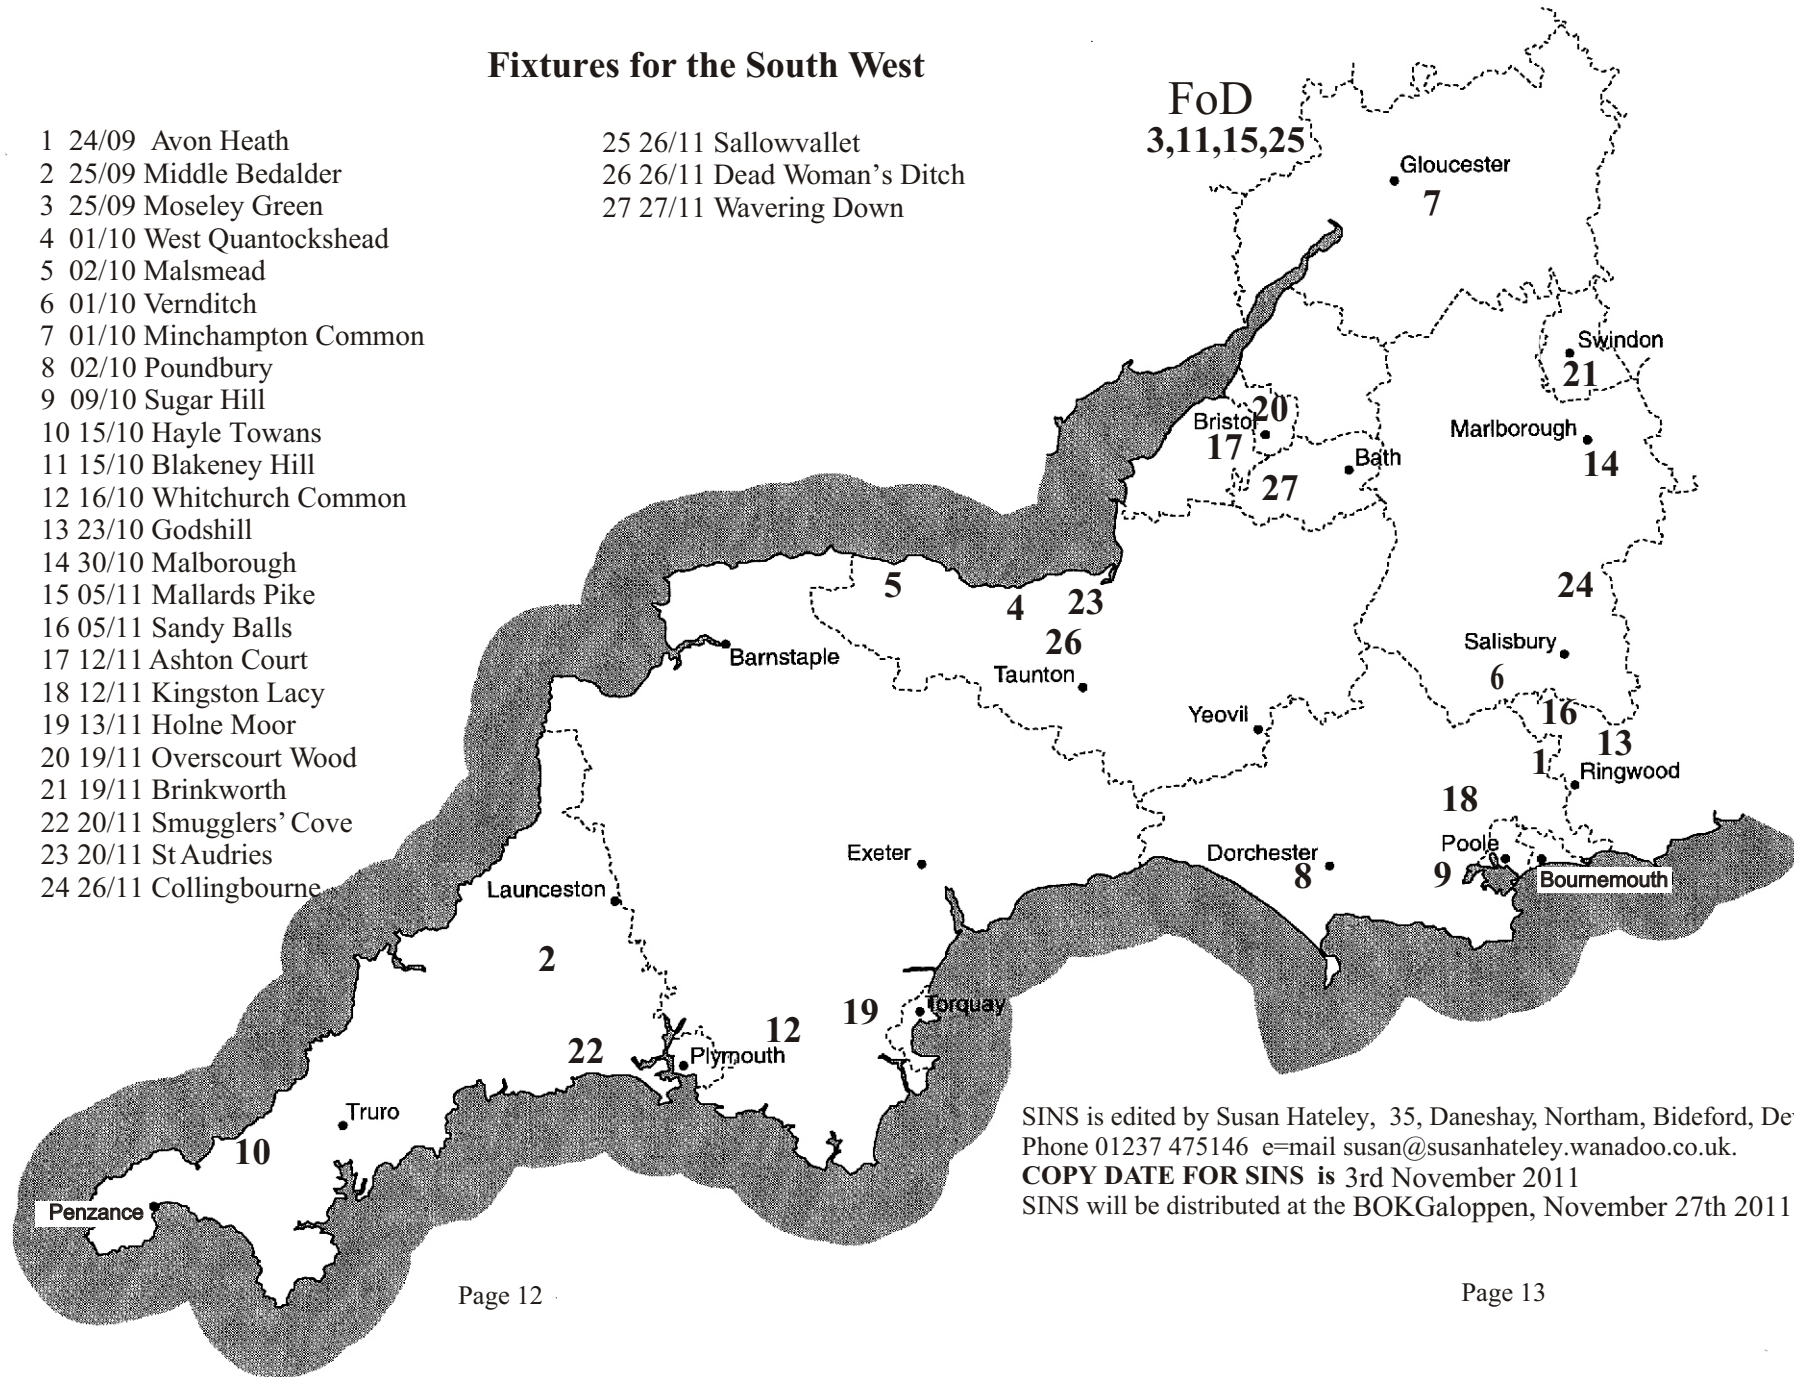 Fixtures for the South West
1 24/09 Avon Heath
2 25/09 Middle Bedalder
3 25/09 Moseley Green
4 01/10 West Quantockshead
5 02/10 Malsmead
6 01/10 Vernditch
7 01/10 Minchampton Common
8 02/10 Poundbury
9 09/10 Sugar Hill
10 15/10 Hayle Towans
11 15/10 Blakeney Hill
12 16/10 Whitchurch Common
13 23/10 Godshill
14 30/10 Malborough
15 05/11 Mallards Pike
16 05/11 Sandy Balls
17 12/11 Ashton Court
18 12/11 Kingston Lacy
19 13/11 Holne Moor
20 19/11 Overscourt Wood
21 19/11 Brinkworth
22 20/11 Smugglers' Cove
23 20/11 St Audries
24 26/11 Collingbourne
25 26/11 Sallowvallet
26 26/11 Dead Woman's Ditch
27 27/11 Wavering Down
FoD
3,11,15,25
Gloucester
7
Swindon
21
20
Bristol
17
Marlborough
14
Bath
27
5
4
23
24
26
Barnstaple
Taunton
Salisbury
6
Yeovil
16
13
1
Ringwood
18
Poole
9
Bournemouth
Exeter
Dorchester
8
Launceston
2
19
Torquay
12
22
Plymouth
Truro
10
Penzance
SINS is edited by Susan Hateley, 35, Daneshay, Northam, Bideford, De
Phone 01237 475146 e=mail susan@susanhateley.wanadoo.co.uk.
COPY DATE FOR SINS is 3rd November 2011
SINS will be distributed at the BOKGaloppen, November 27th 2011
Page 12
Page 13